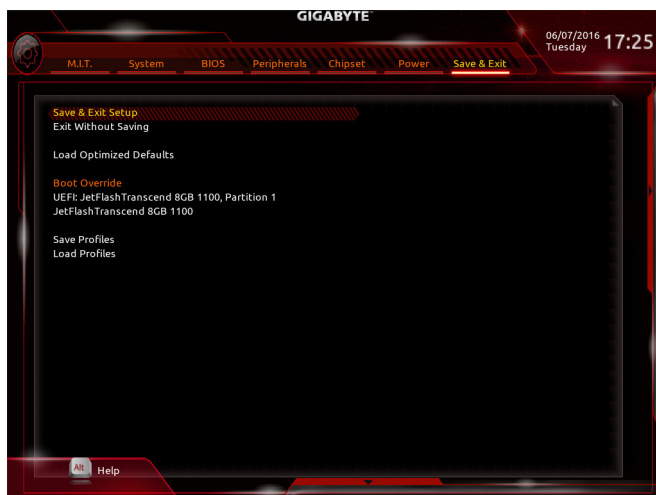 GIGABYTE™
06/07/2016 17:25
Tuesday
M.I.T. System BIOS Peripherals Chipset Power Save & Exit
Save & Exit Setup
Exit Without Saving
Load Optimized Defaults
Boot Override
UEFI: JetFlashTranscend 8GB 1100, Partition 1
JetFlashTranscend 8GB 1100
Save Profiles
Load Profiles
Alt Help